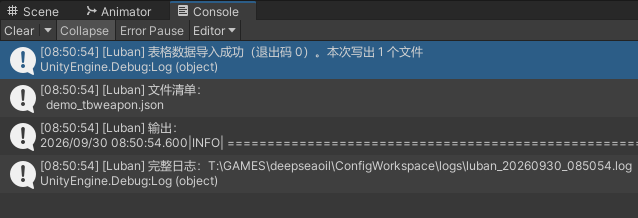 Scene Animator Console
Clear Collapse Error Pause Editor
[08:50:54] [Luban] 表格数据导入成功（退出码 0）。本次写出 1 个文件
UnityEngine.Debug:Log (object)
[08:50:54] [Luban] 文件清单：
demo_tbweapon.json
[08:50:54] [Luban] 输出：
2026/09/30 08:50:54.600|INFO| ====================================================
[08:50:54] [Luban] 完整日志：T:\GAMES\deepseaoil\ConfigWorkspace\logs\luban_20260930_085054.log
UnityEngine.Debug:Log (object)